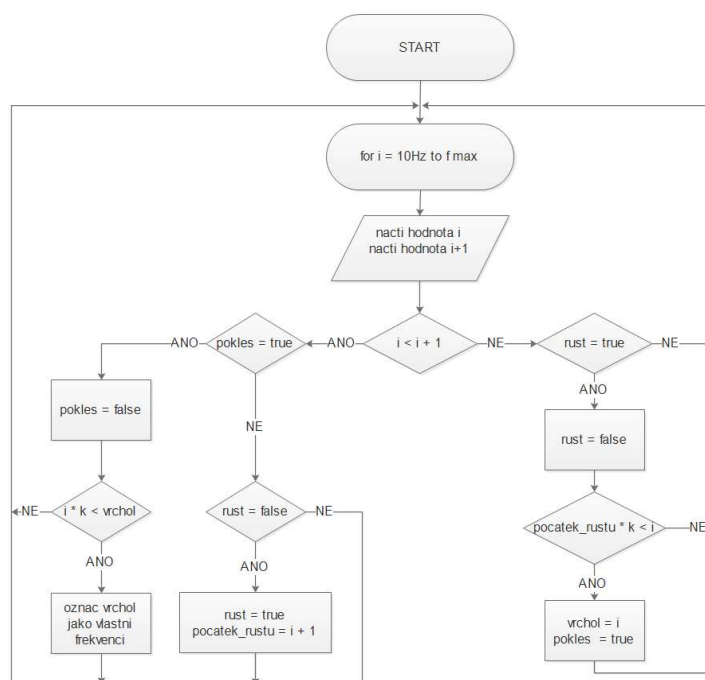 START
for i = 10Hz to f max
nacti hodnota i
nacti hodnota i+1
i < i + 1
ANO
NE
pokles = true
ANO
NE
rust = true
NE
ANO
pokles = false
rust = false
i * k < vrchol
NE
ANO
rust = false
NE
ANO
pocatek_rustu * k < i
NE
ANO
oznac vrchol
jako vlastni
frekvenci
rust = true
pocatek_rustu = i + 1
vrchol = i
pokles = true